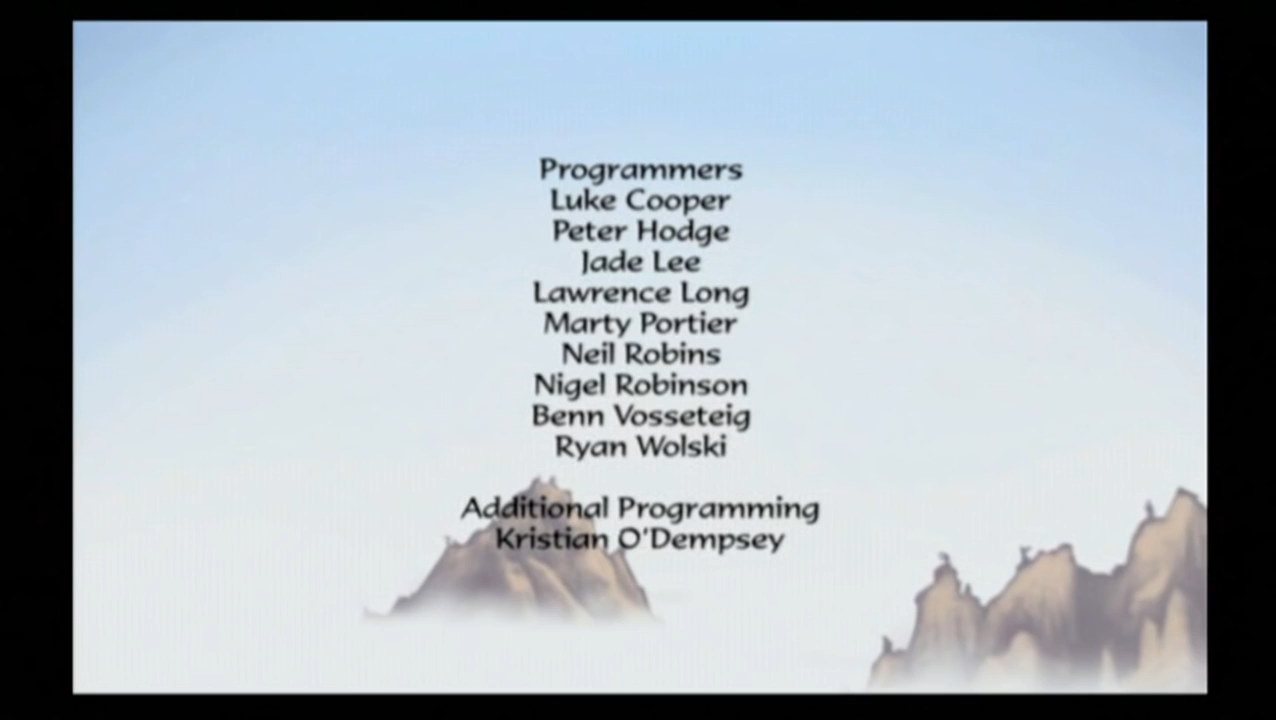 Programmers
Luke Cooper
Peter Hodge
Jade Lee
Lawrence Long
Marty Portier
Neil Robins
Nigel Robinson
Benn Vosseteig
Ryan Wolski
Additional Programming
Kristian O'Dempsey